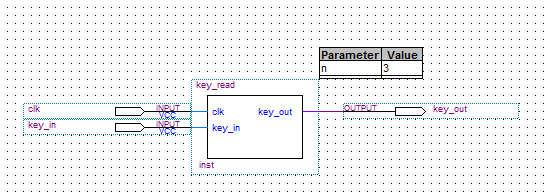 Parameter Value
n 3
key_read
clk INPUT VCC clk key_out OUTPUT key_out
key_in INPUT VCC key_in
inst